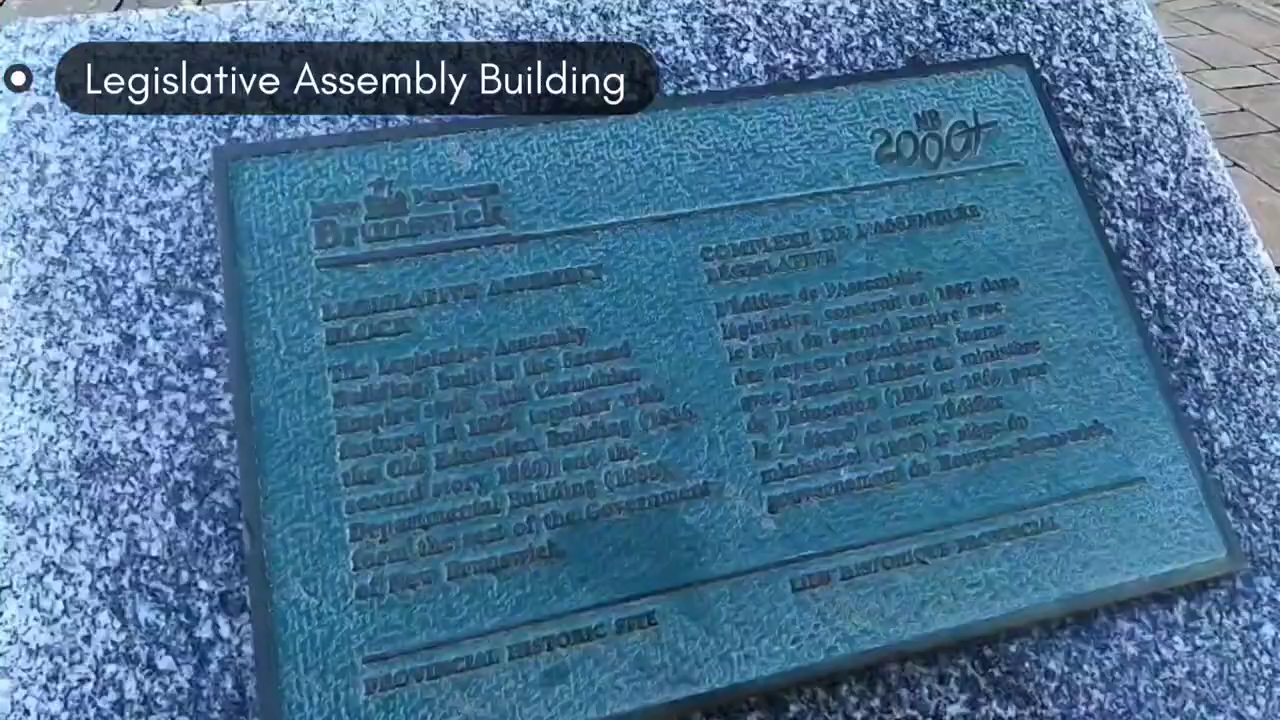 Legislative Assembly Building
NB
2000+
New Nouveau
Brunswick
LEGISLATIVE ASSEMBLY
BLOCK
The Legislative Assembly
Building, built in the Second
Empire style with Corinthian
features in 1882 together with
the Old Education Building (1816,
second story 1869) and the
Departmental Building (1888),
form the seat of the Government
of New Brunswick.
COMPLEXE DE L'ASSEMBLÉE
LÉGISLATIVE
L'Édifice de l'Assemblée
législative, construit en 1882 dans
le style du Second Empire avec
des aspects corinthiens, forme
avec l'ancien Édifice du ministère
de l'Éducation (1816 et 1869 pour
le 2e étage) et avec l'Édifice
ministériel (1888) le siège du
gouvernement du Nouveau-Brunswick.
PROVINCIAL HISTORIC SITE
LIEU HISTORIQUE PROVINCIAL